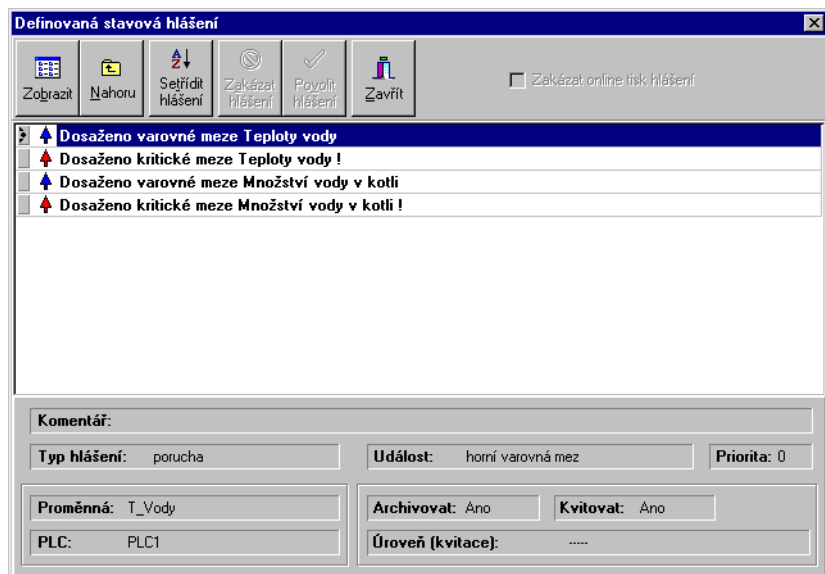 Definovaná stavová hlášení
Zobrazit
Nahoru
Setřídit
hlášení
Zakázat
hlášení
Povolit
hlášení
Zavřít
Zakázat online tisk hlášení
Dosaženo varovné meze Teploty vody
Dosaženo kritické meze Teploty vody !
Dosaženo varovné meze Množství vody v kotli
Dosaženo kritické meze Množství vody v kotli !
Komentář:
Typ hlášení: porucha
Událost: horní varovná mez
Priorita: 0
Proměnná: T_Vody
Archivovat: Ano
Kvitovat: Ano
PLC: PLC1
Úroveň (kvitace): -----